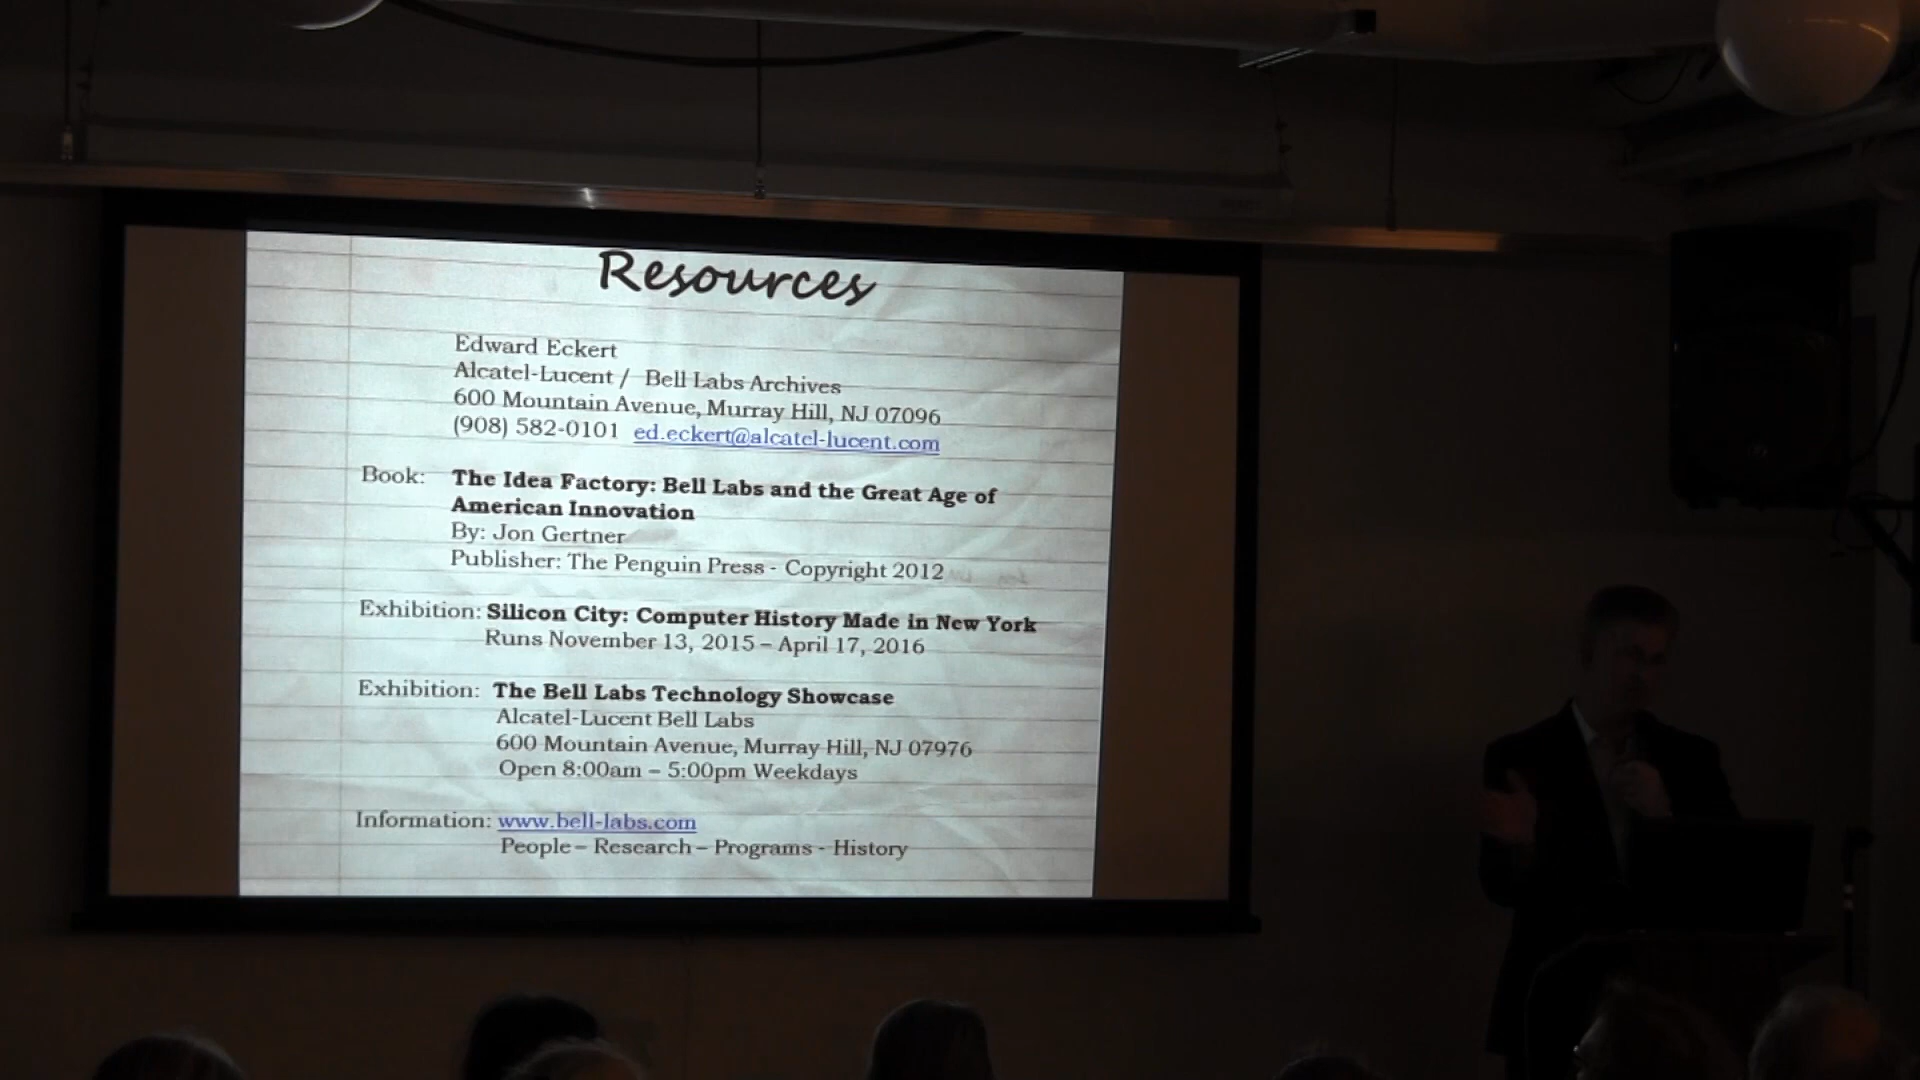 Resources
Edward Eckert
Alcatel-Lucent / Bell Labs Archives
600 Mountain Avenue, Murray Hill, NJ 07096
(908) 582-0101 ed.eckert@alcatel-lucent.com
Book: The Idea Factory: Bell Labs and the Great Age of
American Innovation
By: Jon Gertner
Publisher: The Penguin Press - Copyright 2012
Exhibition: Silicon City: Computer History Made in New York
Runs November 13, 2015 – April 17, 2016
Exhibition: The Bell Labs Technology Showcase
Alcatel-Lucent Bell Labs
600 Mountain Avenue, Murray Hill, NJ 07976
Open 8:00am – 5:00pm Weekdays
Information: www.bell-labs.com
People – Research – Programs - History